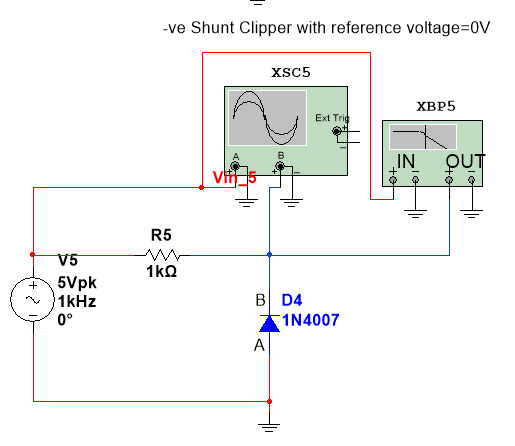 -ve Shunt Clipper with reference voltage=0V
XSC5
XBP5
Ext Trig
+
–
A
B
IN
OUT
+
–
+
–
+
–
+
–
Vin_5
R5
1kΩ
V5
5Vpk
1kHz
0°
+
–
B
D4
1N4007
A